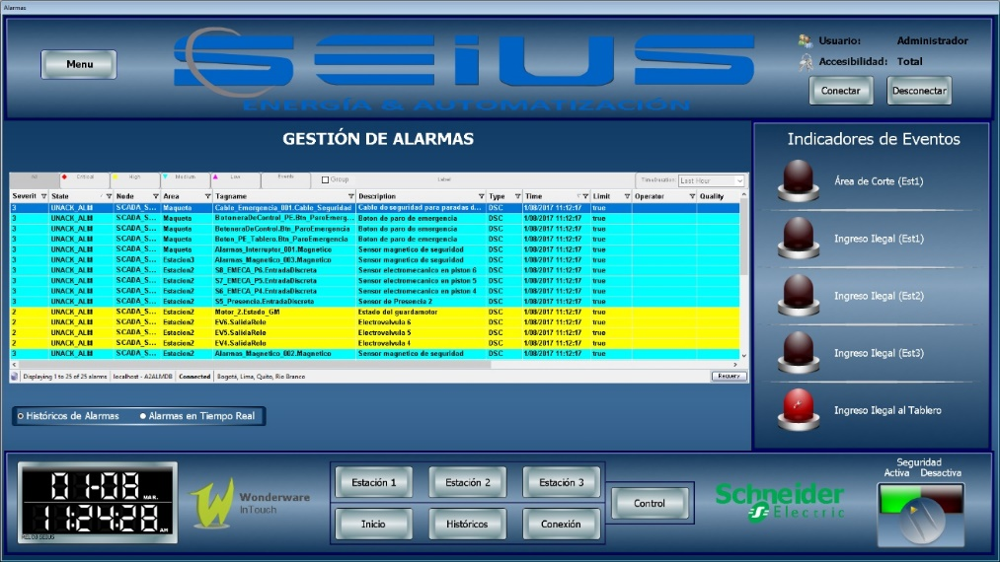 Alarmas
Menu
SEIUS
ENERGÍA & AUTOMATIZACIÓN
Usuario: Administrador
Accesibilidad: Total
Conectar Desconectar
GESTIÓN DE ALARMAS
Indicadores de Eventos
All Critical High Medium Low Events Group Label Last Hour
Severit State Node Area Tagname Description Type Time Limit Operator Quality
3 UNACK_ALM SCADA_S... Maqueta Cable_Emergencia_001.Cable_Seguridad Cable de seguridad para paradas d... DSC 1/08/2017 11:12:17 true
3 UNACK_ALM SCADA_S... Maqueta BotoneraDeControl_PE.Btn_ParoEmerg... Boton de paro de emergencia DSC 1/08/2017 11:12:17 true
3 UNACK_ALM SCADA_S... Maqueta BotoneraDeControl.Btn_ParoEmergencia Boton de paro de emergencia DSC 1/08/2017 11:12:17 true
3 UNACK_ALM SCADA_S... Maqueta Boton_PE_Tablero.Btn_ParoEmergencia Boton de paro de emergencia DSC 1/08/2017 11:12:17 true
3 UNACK_ALM SCADA_S... Maqueta Alarmas_Interruptor_001.Magnetico Sensor magnetico de seguridad DSC 1/08/2017 11:12:17 true
3 UNACK_ALM SCADA_S... Estacion3 Alarmas_Magnetico_003.Magnetico Sensor magnetico de seguridad DSC 1/08/2017 11:12:17 true
3 UNACK_ALM SCADA_S... Estacion2 S8_EMECA_P6.EntradaDiscreta Sensor electromecanico en piston 6 DSC 1/08/2017 11:12:17 true
3 UNACK_ALM SCADA_S... Estacion2 S7_EMECA_P5.EntradaDiscreta Sensor electromecanico en piston 5 DSC 1/08/2017 11:12:17 true
3 UNACK_ALM SCADA_S... Estacion2 S6_EMECA_P4.EntradaDiscreta Sensor electromecanico en piston 4 DSC 1/08/2017 11:12:17 true
3 UNACK_ALM SCADA_S... Estacion2 S5_Presencia.EntradaDiscreta Sensor de Presencia 2 DSC 1/08/2017 11:12:17 true
2 UNACK_ALM SCADA_S... Estacion2 Motor_2.Estado_GM Estado del guardamotor DSC 1/08/2017 11:12:17 true
2 UNACK_ALM SCADA_S... Estacion2 EV6.SalidaRele Electrovalvula 6 DSC 1/08/2017 11:12:17 true
2 UNACK_ALM SCADA_S... Estacion2 EV5.SalidaRele Electrovalvula 5 DSC 1/08/2017 11:12:17 true
2 UNACK_ALM SCADA_S... Estacion2 EV4.SalidaRele Electrovalvula 4 DSC 1/08/2017 11:12:17 true
3 UNACK_ALM SCADA_S... Estacion2 Alarmas_Magnetico_002.Magnetico Sensor magnetico de seguridad DSC 1/08/2017 11:12:17 true
Displaying 1 to 25 of 25 alarms localhost - A2ALMDB Connected Bogotá, Lima, Quito, Rio Branco Requery
Área de Corte (Est1)
Ingreso Ilegal (Est1)
Ingreso Ilegal (Est2)
Ingreso Ilegal (Est3)
Ingreso Ilegal al Tablero
Históricos de Alarmas Alarmas en Tiempo Real
01-08 MAR.
11:24:28 AM
RELOJ SEIUS
Wonderware
InTouch
Estación 1 Estación 2 Estación 3
Inicio Históricos Conexión
Control
Schneider
Electric
Seguridad
Activa Desactiva